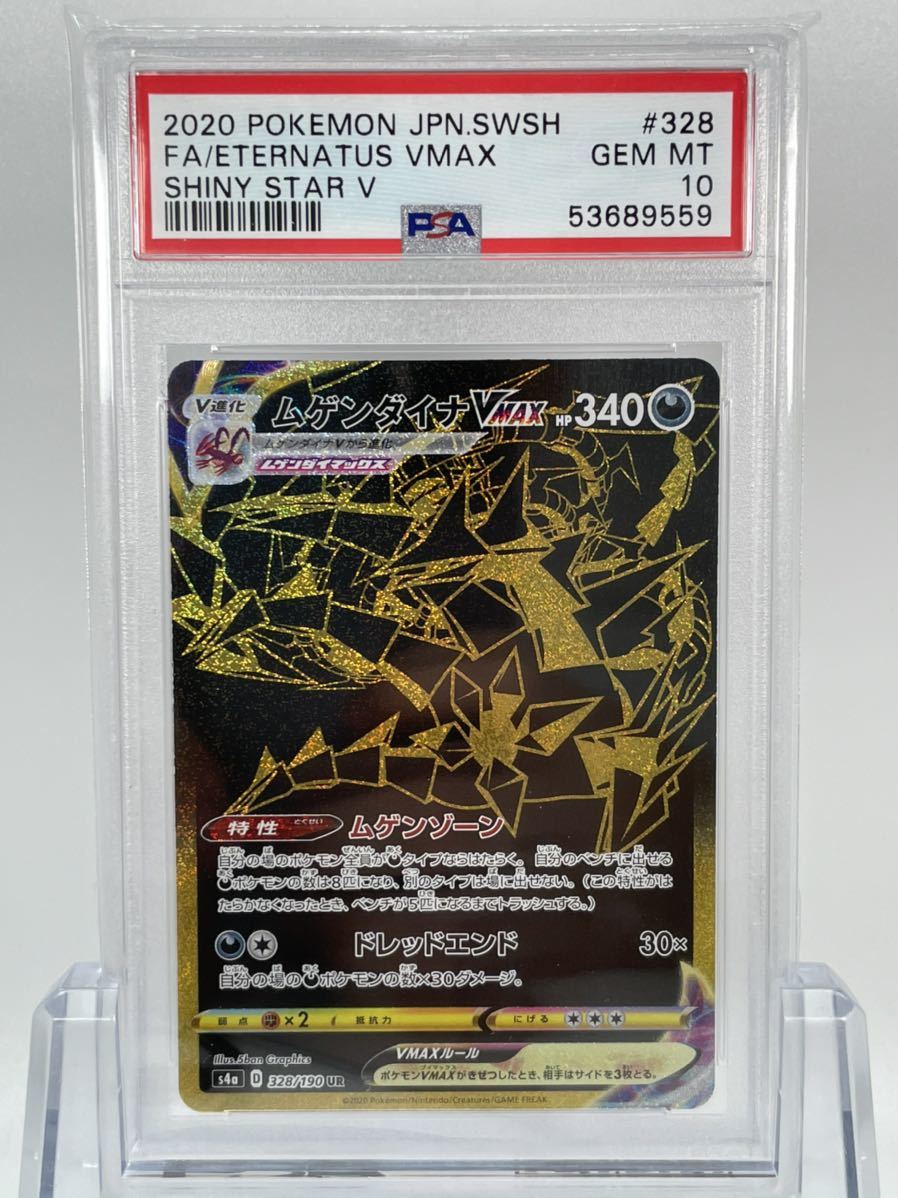 2020 POKEMON JPN.SWSH #328
FA/ETERNATUS VMAX GEM MT
SHINY STAR V 10
53689559
PSA
V進化 ムゲンダイナVMAX HP340
ムゲンダイナVから進化
ムゲンダイマックス
特性 とくせい ムゲンゾーン
自分の場のポケモン全員がタイプならはたらく。自分のベンチに出せる
ポケモンの数は8匹になり、別のタイプは場に出せない。(この特性がは
たらかなくなったとき、ベンチが5匹になるまでトラッシュする。)
ドレッドエンド 30×
自分の場のポケモンの数×30ダメージ。
弱点 ×2 抵抗力 にげる
VMAXルール
ポケモンVMAXがきぜつしたとき、相手はサイドを3枚とる。
Illus. 5ban Graphics
s4a D 328/190 UR
©2020 Pokémon/Nintendo/Creatures/GAME FREAK.